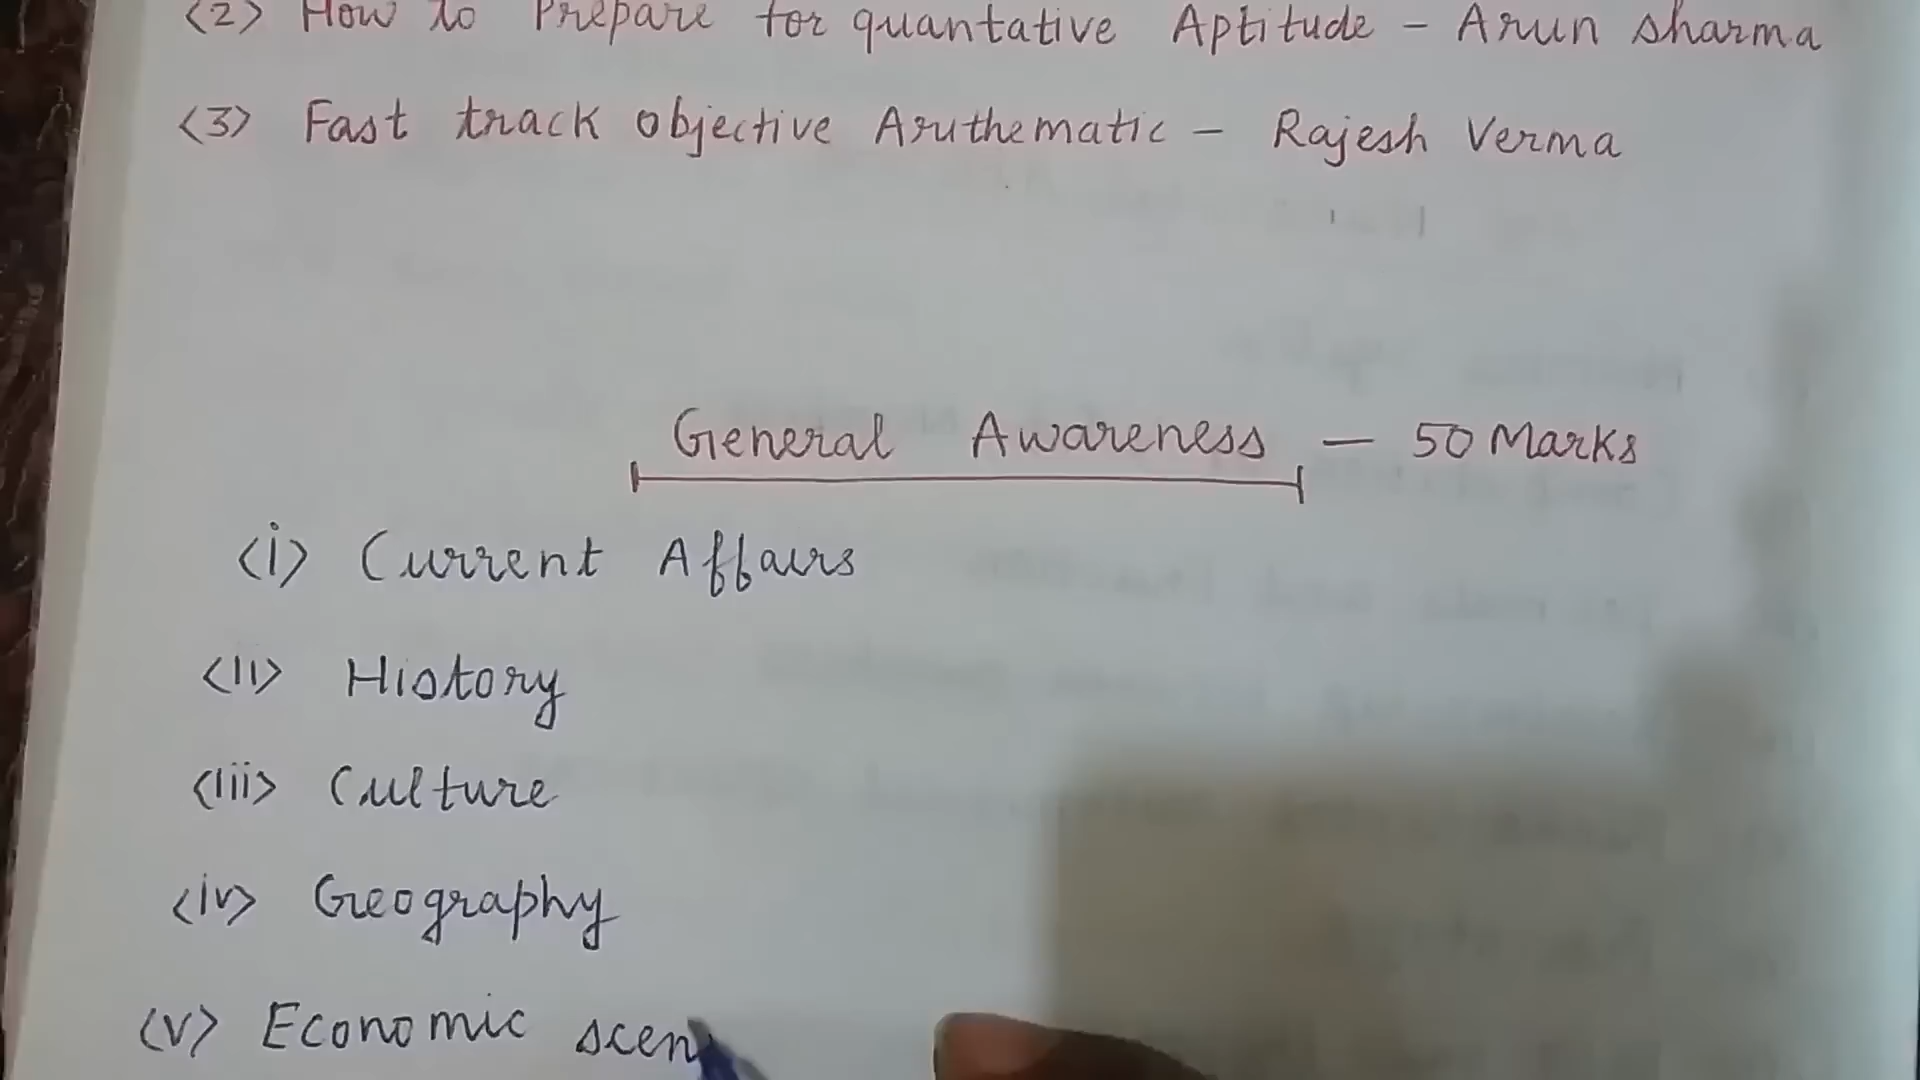 <2> How to Prepare for quantative Aptitude - Arun sharma
<3> Fast track objective Aruthematic - Rajesh Verma
General Awareness - 50 Marks
<i> Current Affairs
<ii> History
<iii> Culture
<iv> Geography
<v> Economic scen